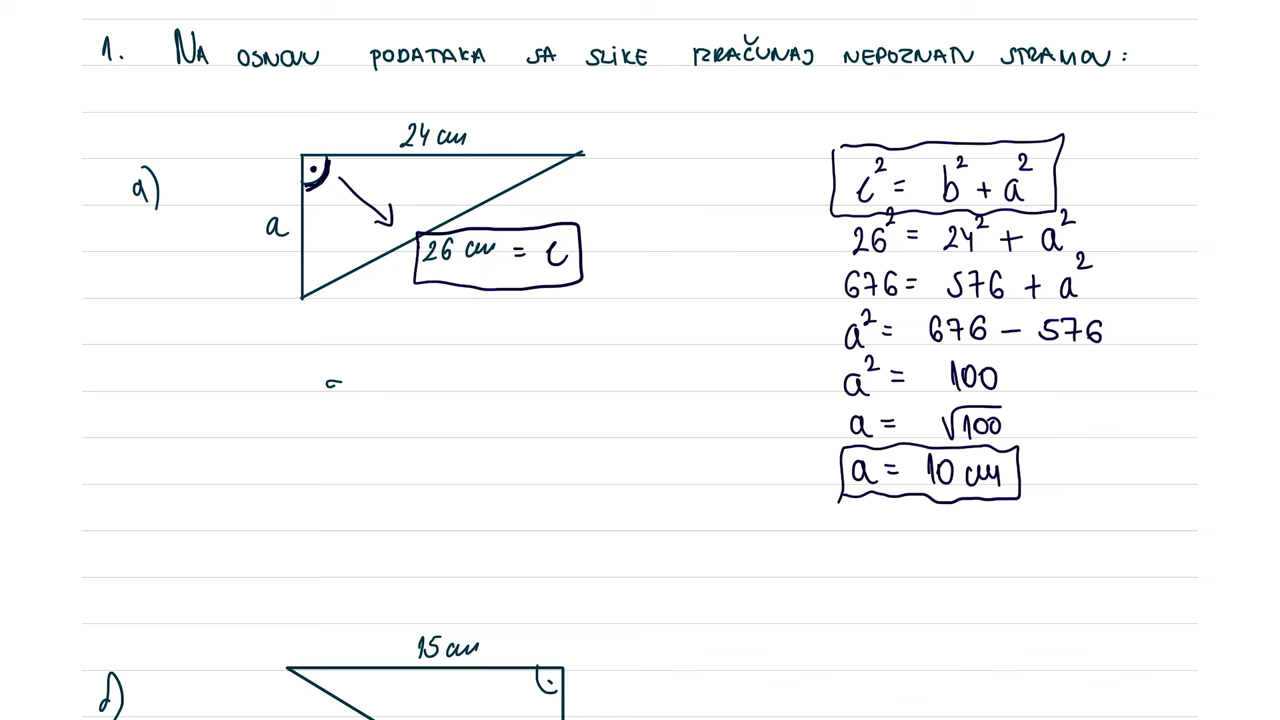 1. NA OSNOVU PODATAKA SA SLIKE IZRAČUNAJ NEPOZNATU STRANICU:
24 cm
a)
a
26 cm = c
c² = b² + a²
26² = 24² + a²
676 = 576 + a²
a² = 676 - 576
a² = 100
a = √100
a = 10 cm
15 cm